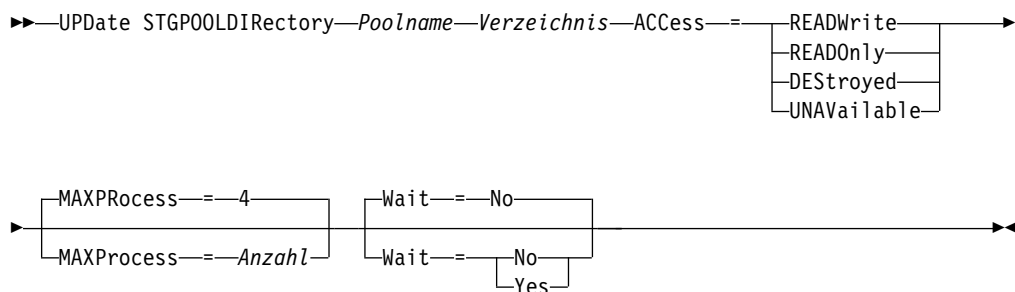 UPDate STGPOOLDIRectory Poolname Verzeichnis ACCess = READWrite
READOnly
DEStroyed
UNAVailable
MAXPRocess = 4 Wait = No
MAXProcess = Anzahl Wait = No
Yes